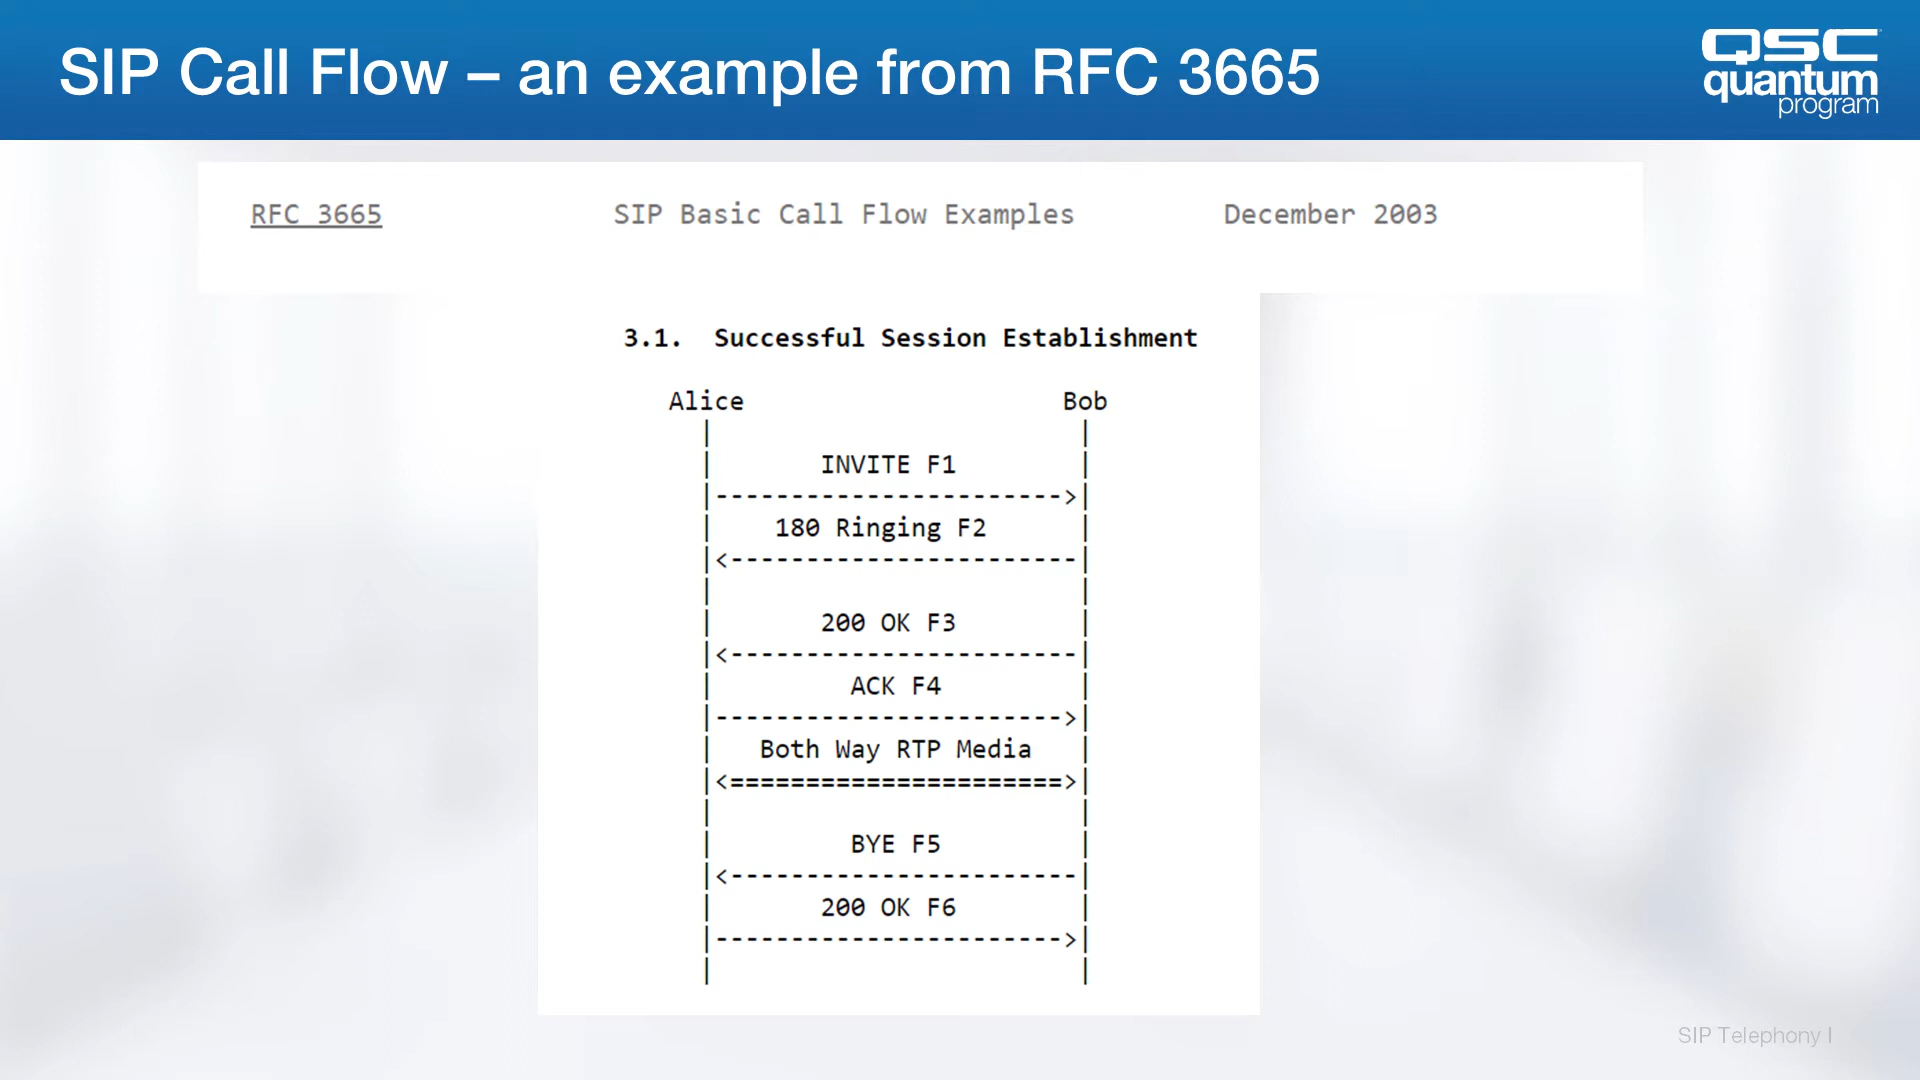 SIP Call Flow – an example from RFC 3665
QSC
quantum
program
RFC 3665 SIP Basic Call Flow Examples December 2003
3.1. Successful Session Establishment
Alice Bob
| |
| INVITE F1 |
|----------------------->|
| 180 Ringing F2 |
|<-----------------------|
| |
| 200 OK F3 |
|<-----------------------|
| ACK F4 |
|----------------------->|
| Both Way RTP Media |
|<======================>|
| |
| BYE F5 |
|<-----------------------|
| 200 OK F6 |
|----------------------->|
| |
SIP Telephony I